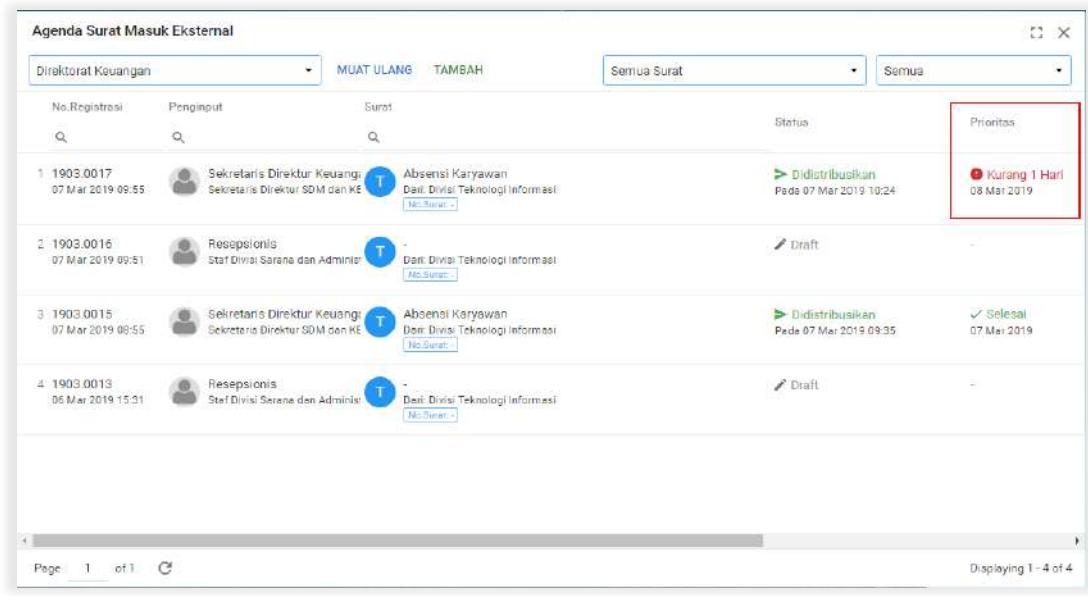 Agenda Surat Masuk Eksternal
Direktorat Keuangan MUAT ULANG TAMBAH Semua Surat Semua
No.Registrasi Penginput Surat Status Prioritas
1 1903.0017 Sekretaris Direktur Keuanga T Absensi Karyawan Didistribusikan Kurang 1 Hari
07 Mar 2019 09:55 Sekretaris Direktur SDM dan KE Dari: Divisi Teknologi Informasi Pada 07 Mar 2019 10:24 08 Mar 2019
No.Surat: -
2 1903.0016 Resepsionis T - Draft -
07 Mar 2019 09:51 Staf Divisi Sarana dan Adminis Dari: Divisi Teknologi Informasi
No.Surat: -
3 1903.0015 Sekretaris Direktur Keuanga T Absensi Karyawan Didistribusikan Selesai
07 Mar 2019 08:55 Sekretaris Direktur SDM dan KE Dari: Divisi Teknologi Informasi Pada 07 Mar 2019 09:35 07 Mar 2019
No.Surat: -
4 1903.0013 Resepsionis T - Draft -
06 Mar 2019 15:31 Staf Divisi Sarana dan Adminis Dari: Divisi Teknologi Informasi
No.Surat: -
Page 1 of 1 Displaying 1 - 4 of 4